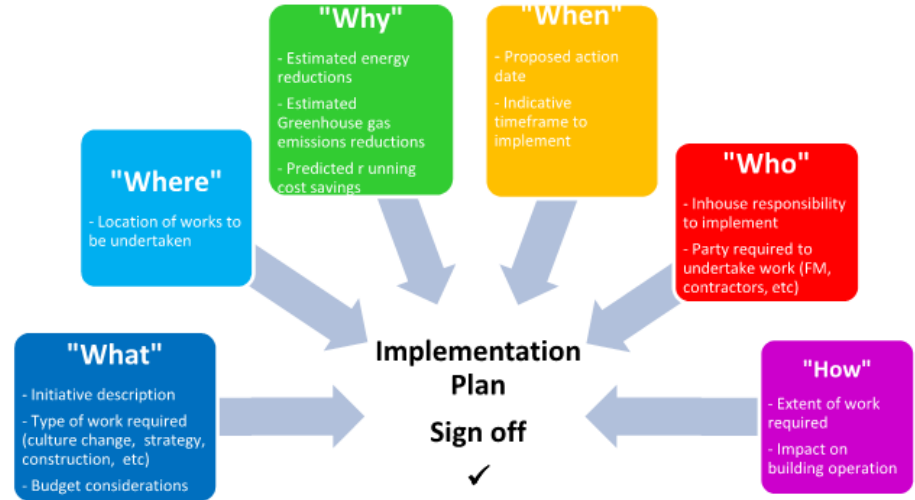 "Why"
- Estimated energy
reductions
- Estimated
Greenhouse gas
emissions reductions
- Predicted r unning
cost savings
"When"
- Proposed action
date
- Indicative
timeframe to
implement
"Where"
- Location of works to
be undertaken
"Who"
- Inhouse responsibility
to implement
- Party required to
undertake work (FM,
contractors, etc)
"What"
- Initiative description
- Type of work required
(culture change, strategy,
construction, etc)
- Budget considerations
Implementation
Plan
Sign off
✓
"How"
- Extent of work
required
- Impact on
building operation